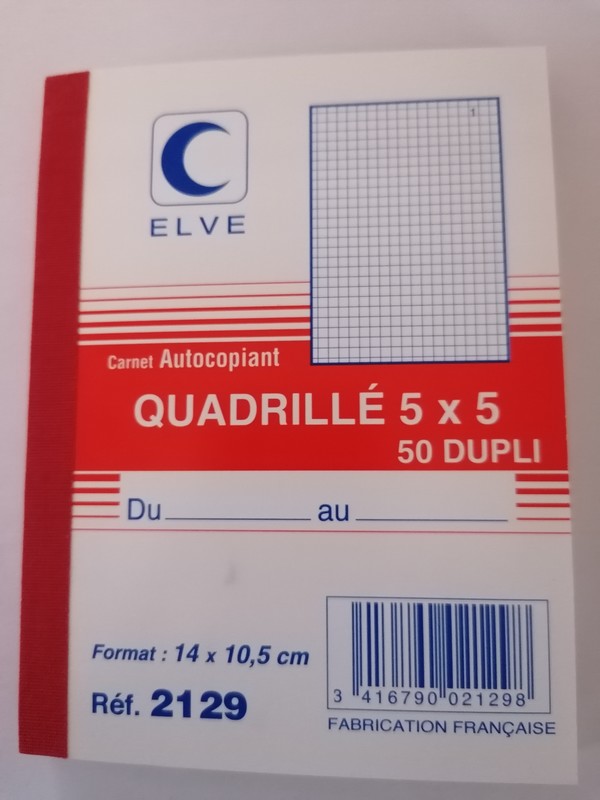 1
ELVE
Carnet Autocopiant
QUADRILLÉ 5 x 5
50 DUPLI
Du au
Format : 14 x 10,5 cm
Réf. 2129
3 416790 021298
FABRICATION FRANÇAISE